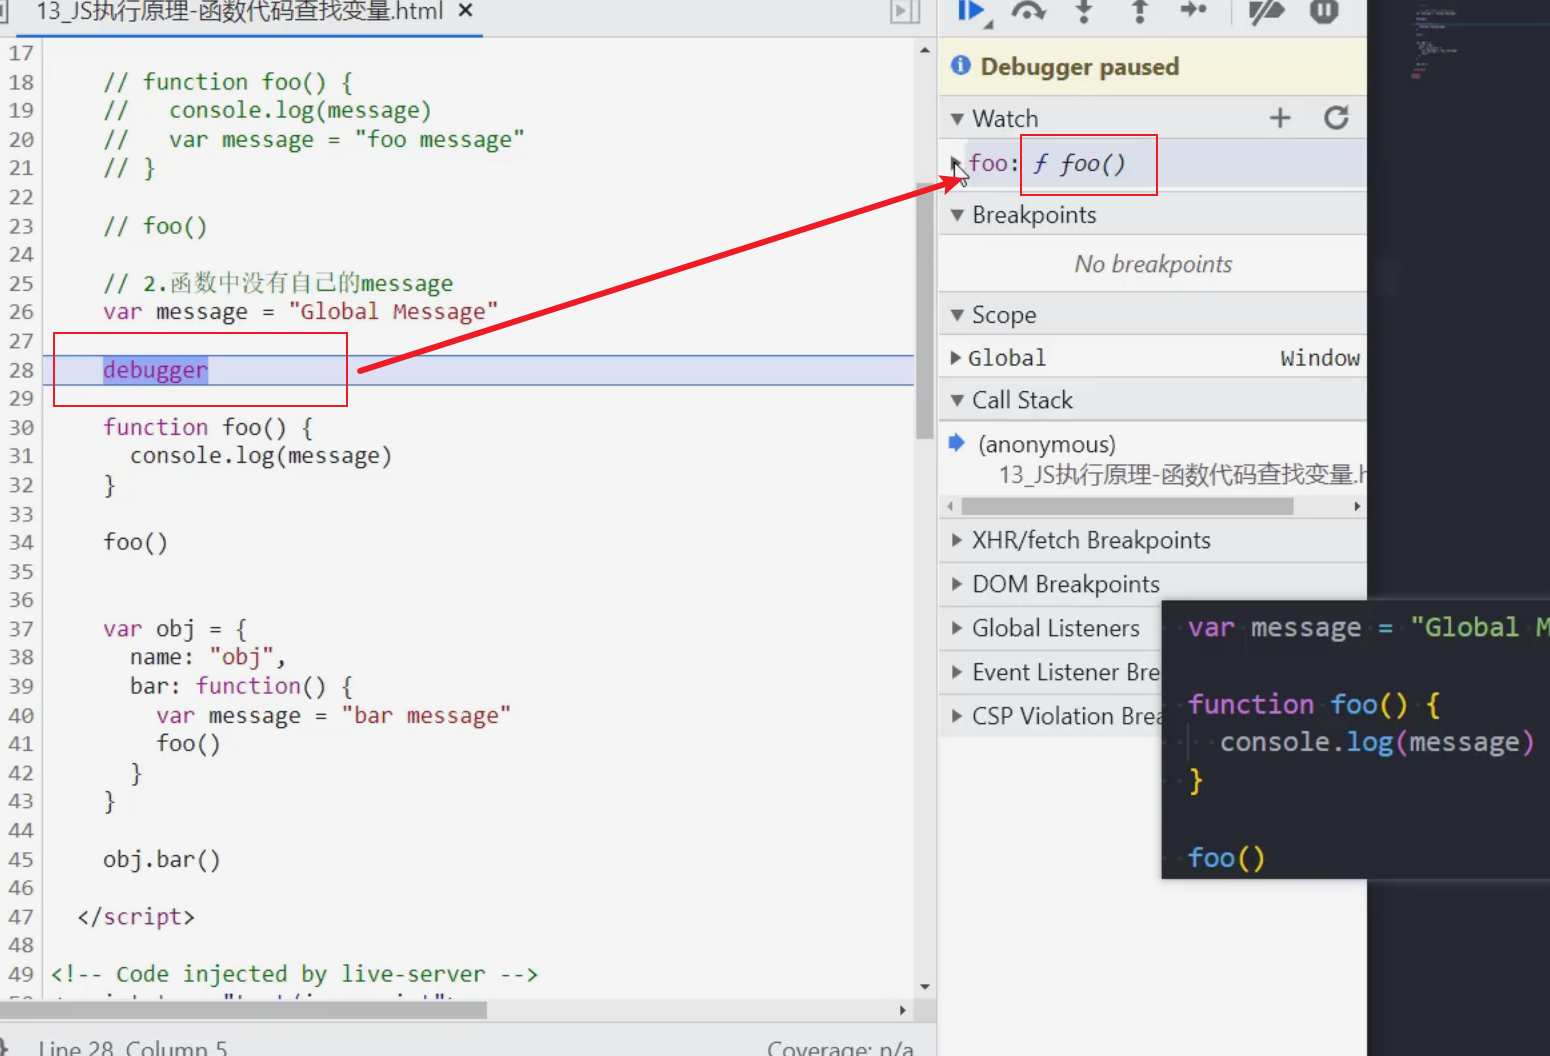 13_JS执行原理-函数代码查找变量.html ×
17
18 // function foo() {
19 //   console.log(message)
20 //   var message = "foo message"
21 // }
22
23 // foo()
24
25 // 2.函数中没有自己的message
26 var message = "Global Message"
27
28 debugger
29
30 function foo() {
31   console.log(message)
32 }
33
34 foo()
35
36
37 var obj = {
38   name: "obj",
39   bar: function() {
40     var message = "bar message"
41     foo()
42   }
43 }
44
45 obj.bar()
46
47 </script>
48
49 <!-- Code injected by live-server -->
Line 28, Column 5
Coverage: n/a
Debugger paused
Watch
foo: ƒ foo()
Breakpoints
No breakpoints
Scope
Global Window
Call Stack
(anonymous)
13_JS执行原理-函数代码查找变量.h
XHR/fetch Breakpoints
DOM Breakpoints
Global Listeners
Event Listener Bre
CSP Violation Brea
var message = "Global M
function foo() {
console.log(message)
}
foo()